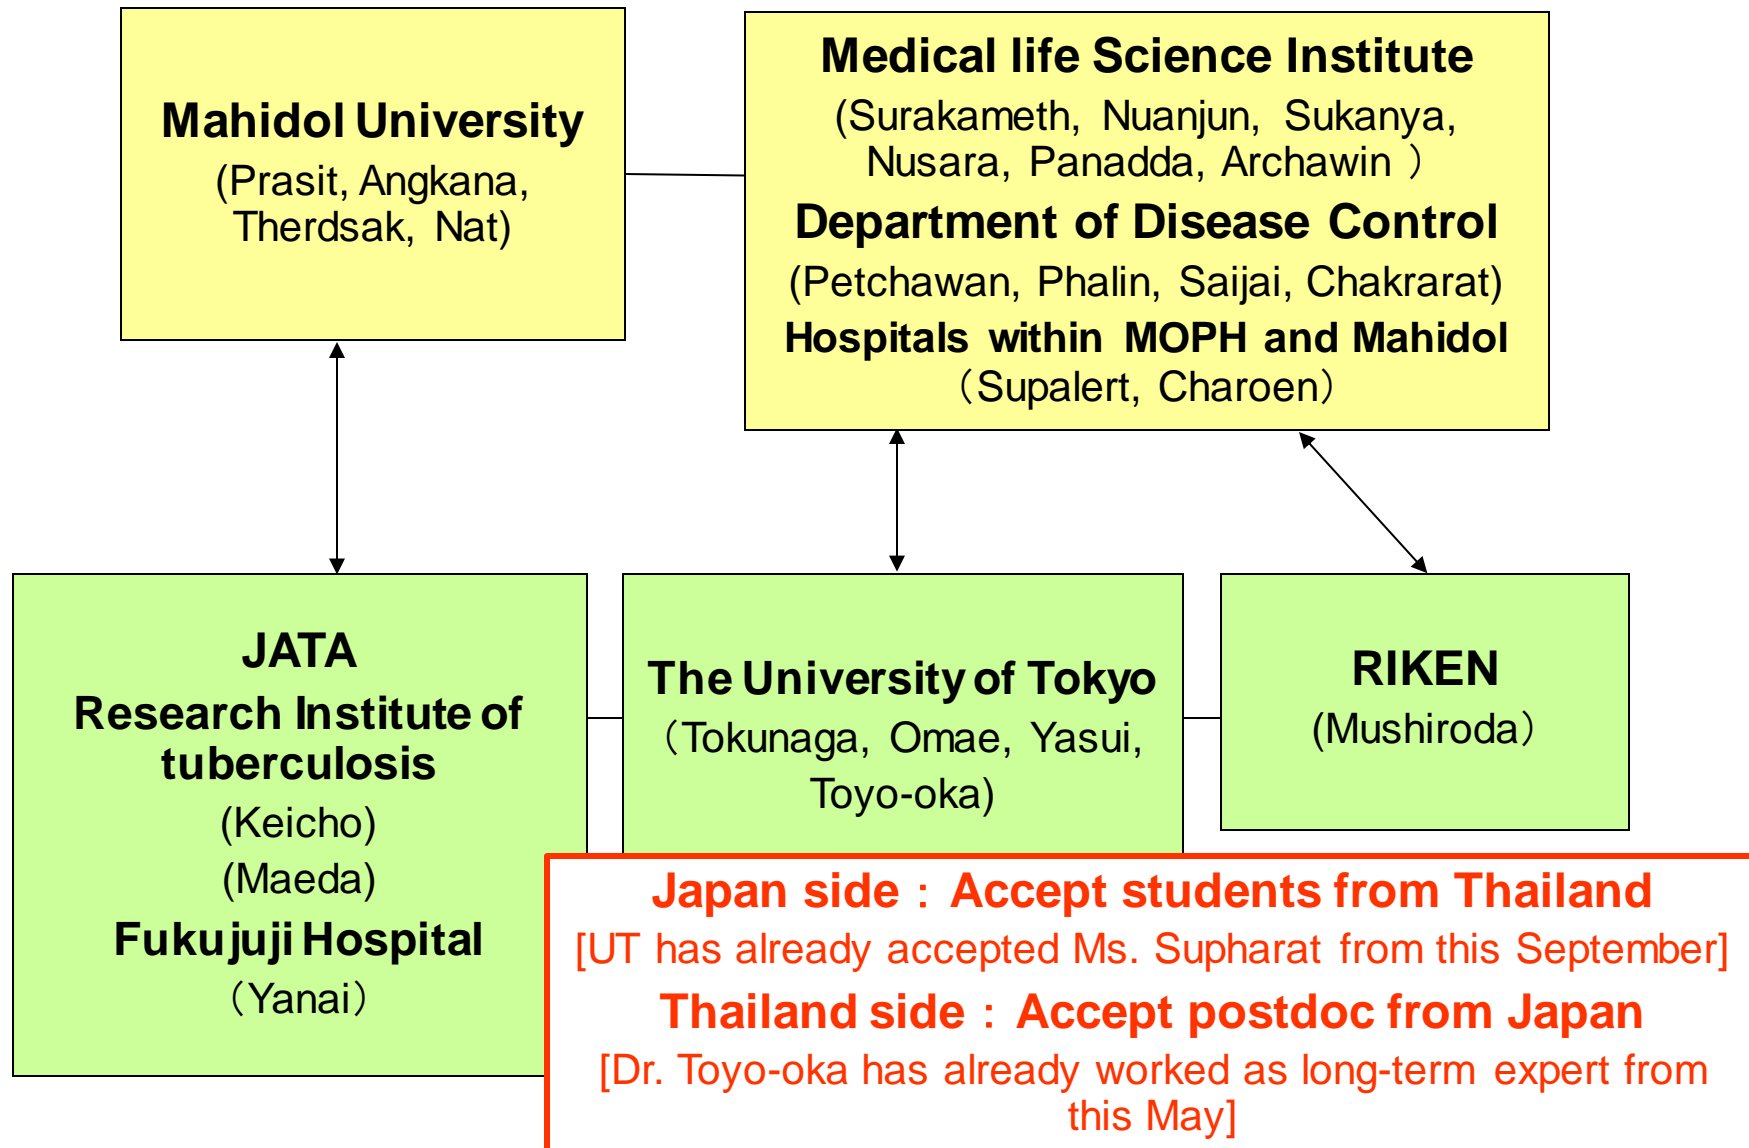 Mahidol University
(Prasit, Angkana,
Therdsak, Nat)
Medical life Science Institute
(Surakameth, Nuanjun, Sukanya,
Nusara, Panadda, Archawin ）
Department of Disease Control
(Petchawan, Phalin, Saijai, Chakrarat)
Hospitals within MOPH and Mahidol
（Supalert, Charoen）
JATA
Research Institute of
tuberculosis
(Keicho)
(Maeda)
Fukujuji Hospital
（Yanai）
The University of Tokyo
（Tokunaga, Omae, Yasui,
Toyo-oka)
RIKEN
(Mushiroda）
Japan side：Accept students from Thailand
[UT has already accepted Ms. Supharat from this September]
Thailand side：Accept postdoc from Japan
[Dr. Toyo-oka has already worked as long-term expert from
this May]